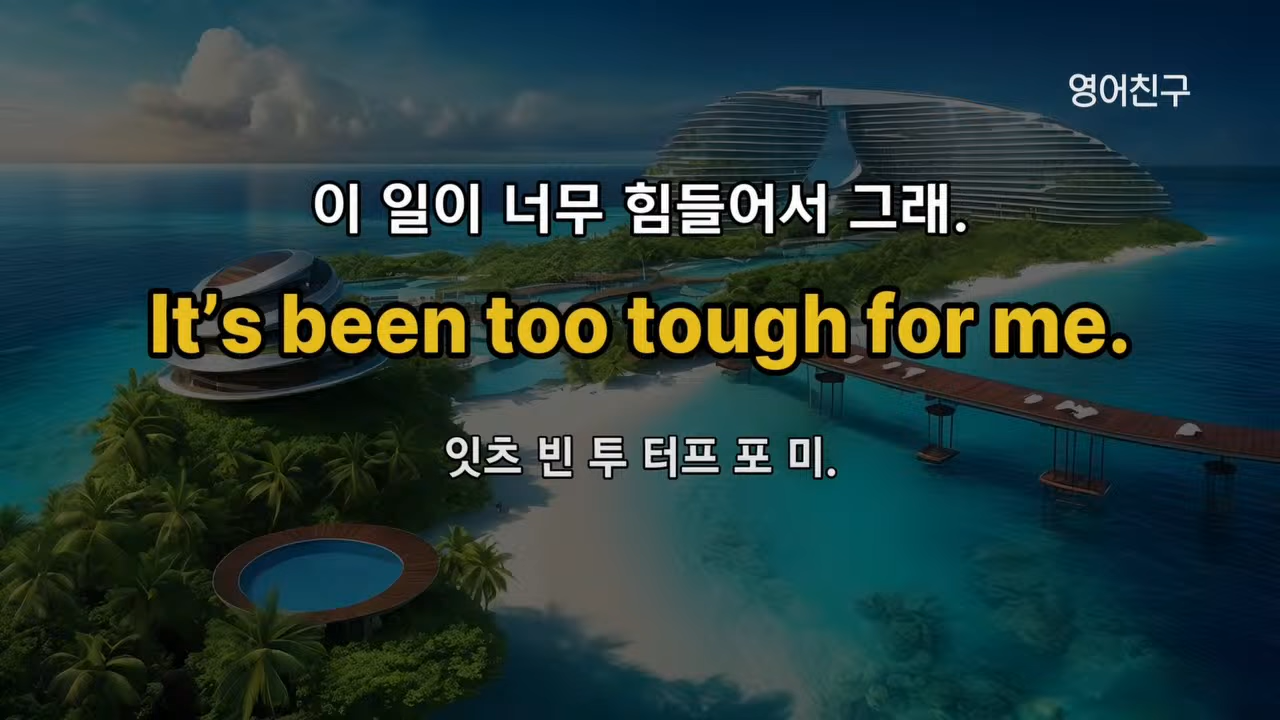 영어친구
이 일이 너무 힘들어서 그래.
It’s been too tough for me.
잇츠 빈 투 터프 포 미.